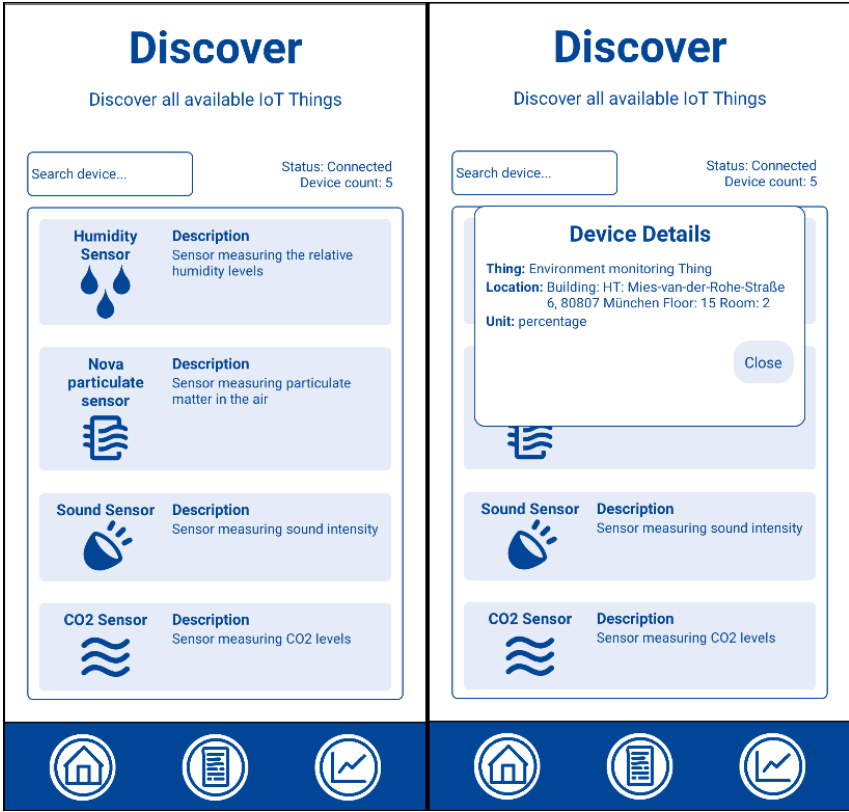 Discover
Discover all available IoT Things
Search device...
Status: Connected
Device count: 5
Humidity
Sensor
Description
Sensor measuring the relative
humidity levels
Nova
particulate
sensor
Description
Sensor measuring particulate
matter in the air
Sound Sensor
Description
Sensor measuring sound intensity
CO2 Sensor
Description
Sensor measuring CO2 levels
Discover
Discover all available IoT Things
Search device...
Status: Connected
Device count: 5
Device Details
Thing: Environment monitoring Thing
Location: Building: HT: Mies-van-der-Rohe-Straße
6, 80807 München Floor: 15 Room: 2
Unit: percentage
Close
Sound Sensor
Description
Sensor measuring sound intensity
CO2 Sensor
Description
Sensor measuring CO2 levels